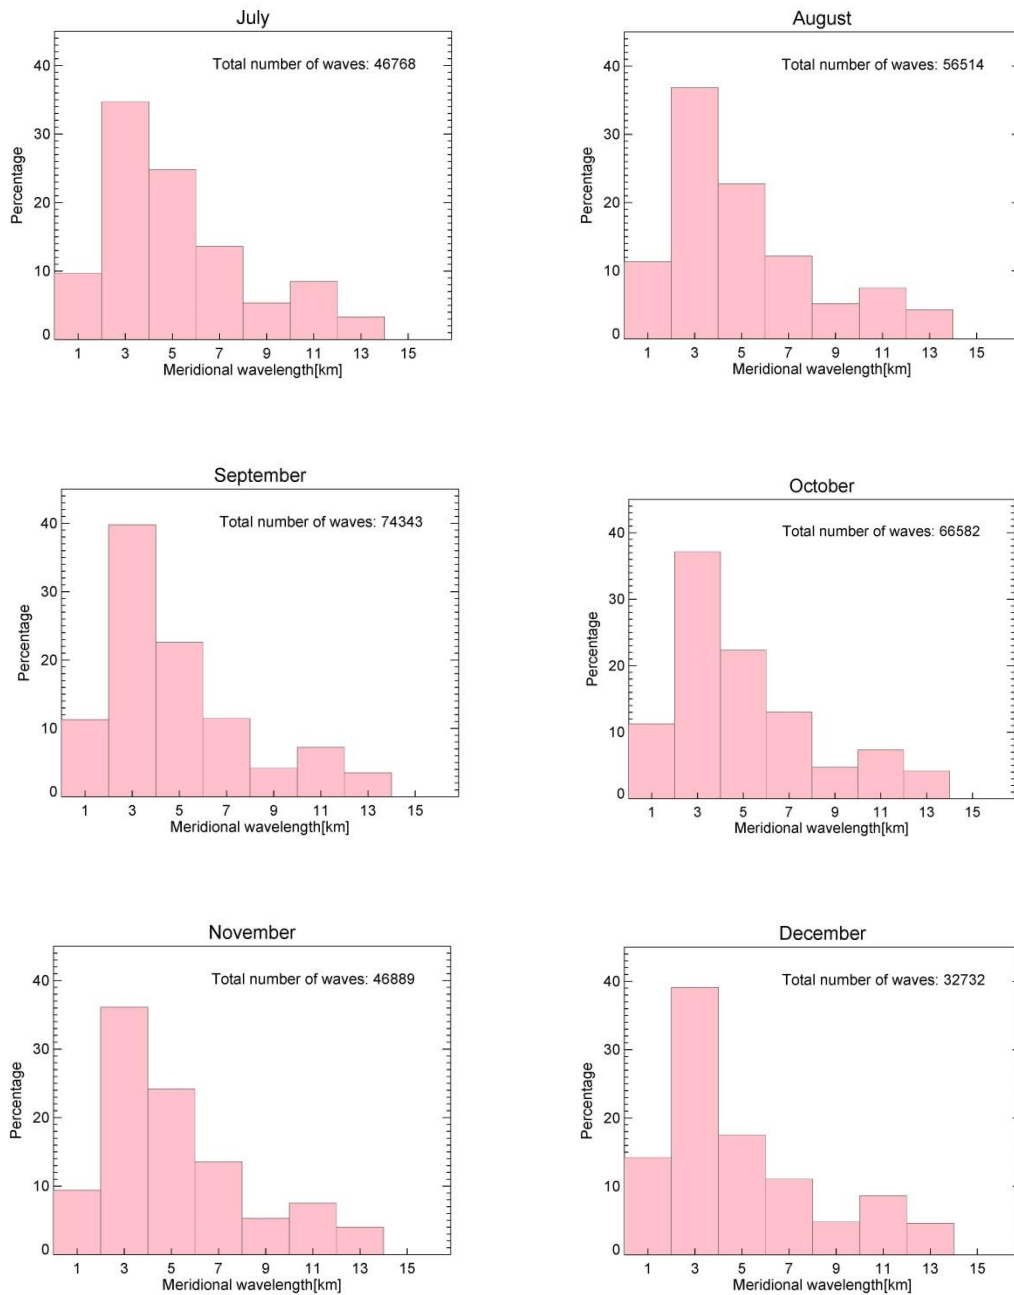 July
Total number of waves: 46768
40
30
20
10
0
Percentage
1 3 5 7 9 11 13 15
Meridional wavelength[km]
August
Total number of waves: 56514
40
30
20
10
0
Percentage
1 3 5 7 9 11 13 15
Meridional wavelength[km]
September
Total number of waves: 74343
40
30
20
10
0
Percentage
1 3 5 7 9 11 13 15
Meridional wavelength[km]
October
Total number of waves: 66582
40
30
20
10
0
Percentage
1 3 5 7 9 11 13 15
Meridional wavelength[km]
November
Total number of waves: 46889
40
30
20
10
0
Percentage
1 3 5 7 9 11 13 15
Meridional wavelength[km]
December
Total number of waves: 32732
40
30
20
10
0
Percentage
1 3 5 7 9 11 13 15
Meridional wavelength[km]